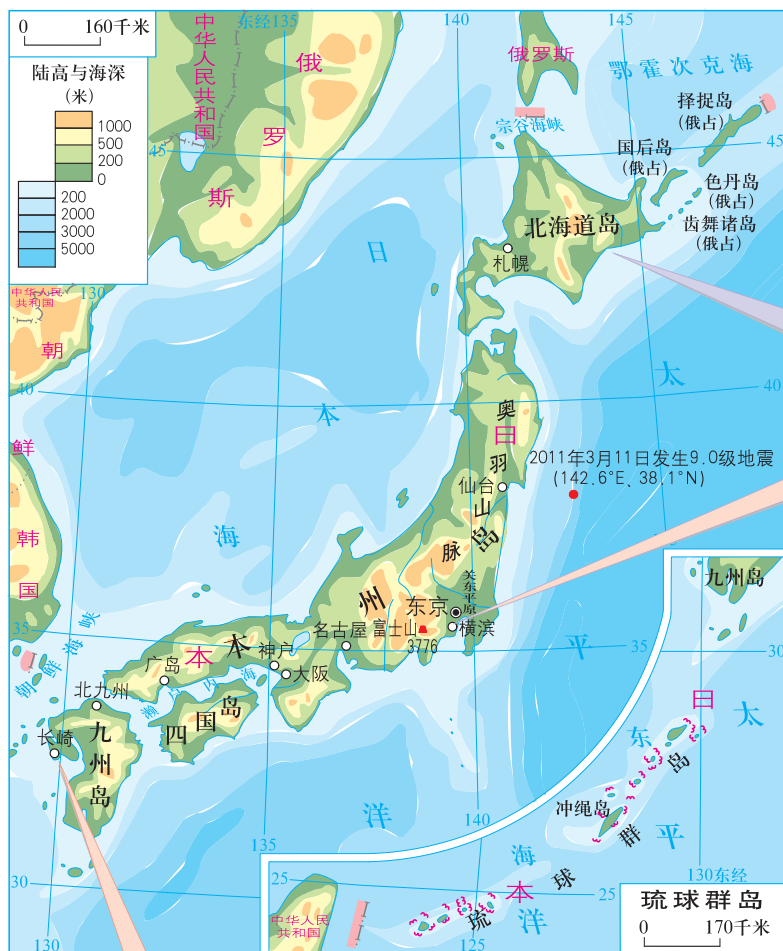 0 160千米
陆高与海深
(米)
1000
500
200
0
200
2000
3000
5000
东经135
140
145
中华人民共和国
俄罗斯
俄罗斯
鄂霍次克海
宗谷海峡
择捉岛
(俄占)
国后岛
(俄占)
色丹岛
(俄占)
齿舞诸岛
(俄占)
45
45
北海道岛
札幌
日本海
130
中华人民
共和国
朝鲜
40
40
太平洋
奥羽山脉
日本
本州岛
仙台
2011年3月11日发生9.0级地震
(142.6°E、38.1°N)
韩国
关东平原
东京
横滨
富士山
3776
名古屋
神户
大阪
广岛
濑户内海
35
35
朝鲜海峡
北九州
四国岛
长崎
九州岛
30
130
135
140
九州岛
30
日本
太平洋
东海
冲绳岛
琉球群岛
25
25
中华人民
共和国
125
130东经
琉球群岛
0 170千米